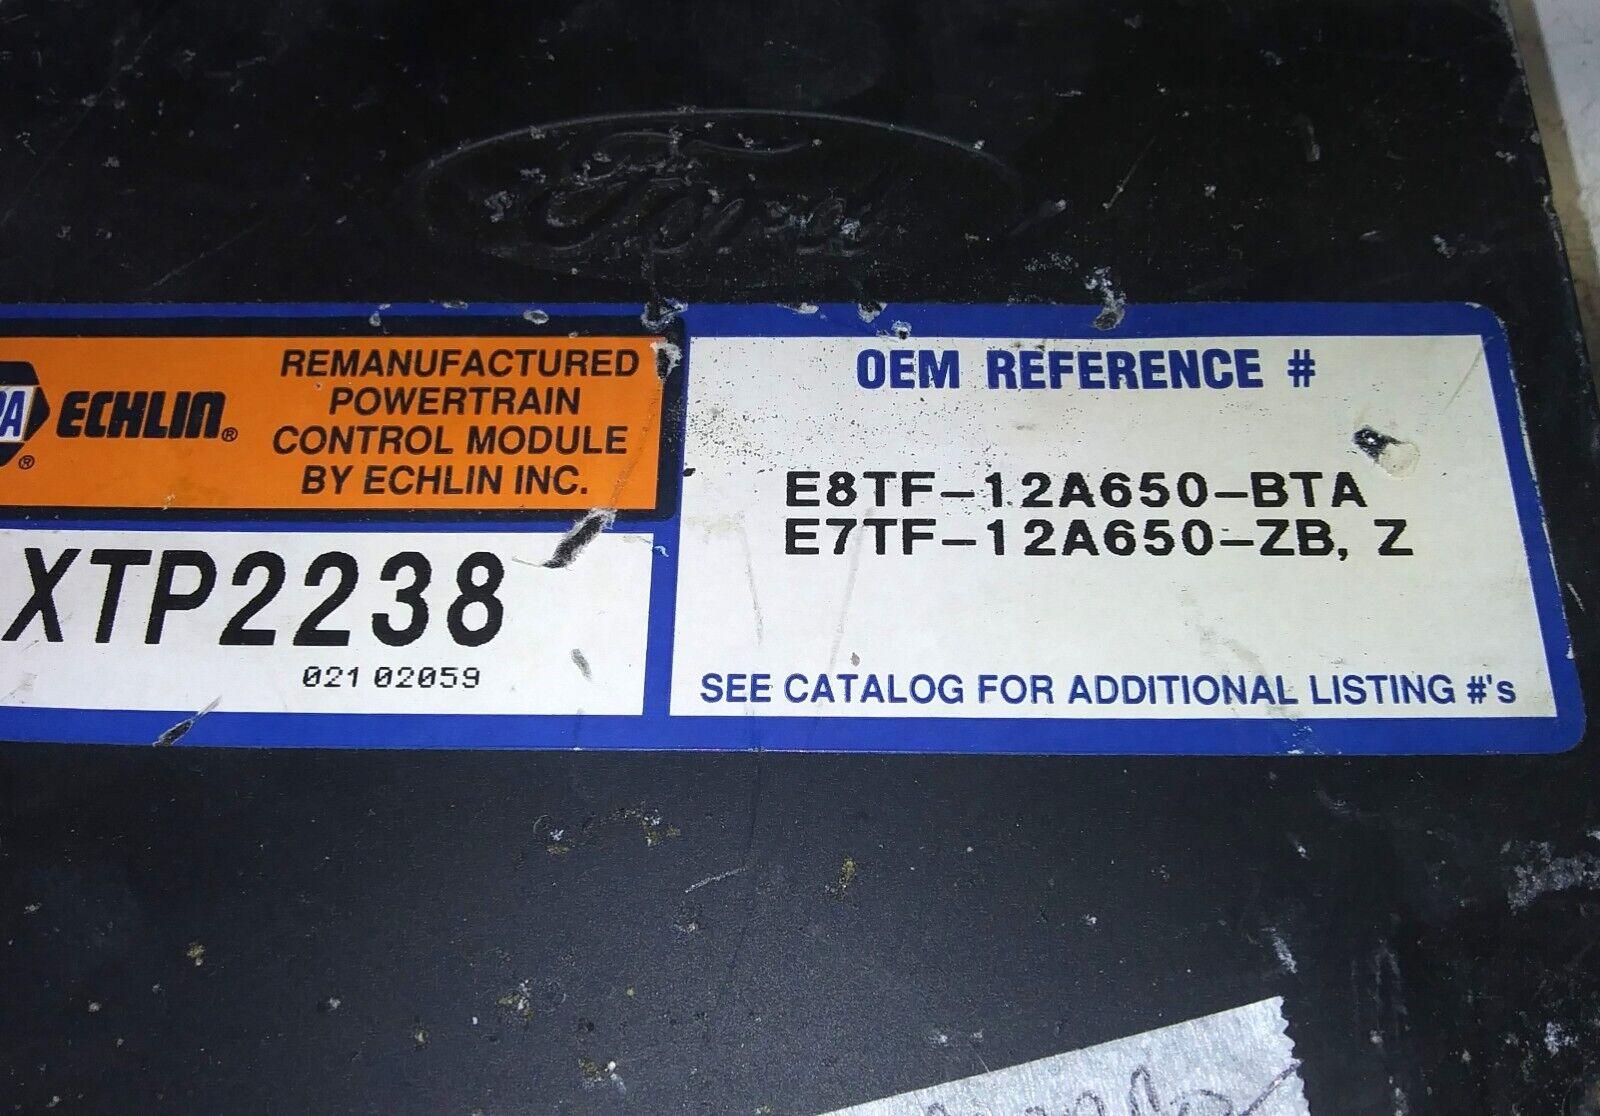 Ford
ECHLIN®
®
REMANUFACTURED
POWERTRAIN
CONTROL MODULE
BY ECHLIN INC.
XTP2238
021 02059
OEM REFERENCE #
E8TF-12A650-BTA
E7TF-12A650-ZB, Z
SEE CATALOG FOR ADDITIONAL LISTING #'s